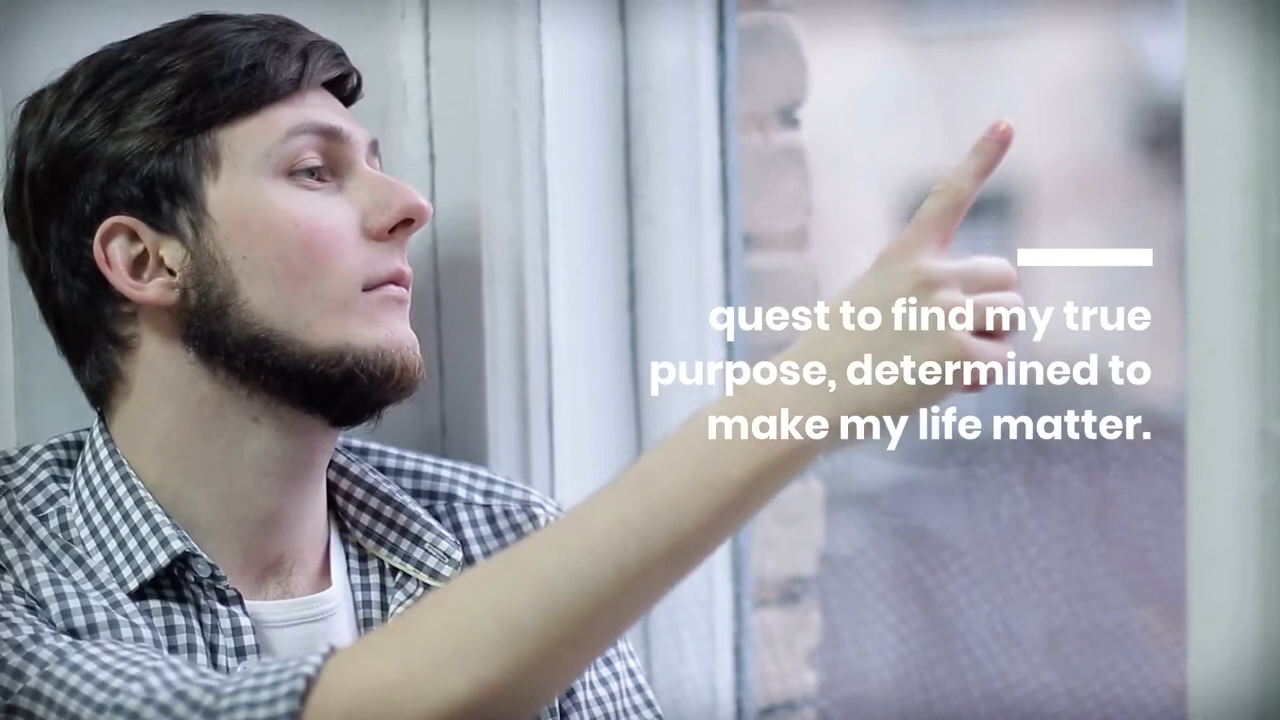 quest to find my true
purpose, determined to
make my life matter.